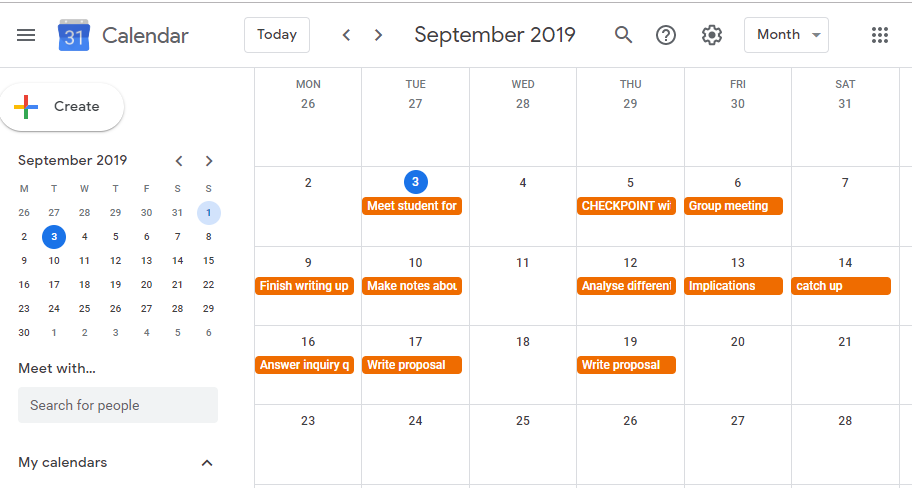 31 Calendar Today September 2019 Month
Create
September 2019
M T W T F S S
26 27 28 29 30 31 1
2 3 4 5 6 7 8
9 10 11 12 13 14 15
16 17 18 19 20 21 22
23 24 25 26 27 28 29
30 1 2 3 4 5 6
Meet with...
Search for people
My calendars
MON TUE WED THU FRI SAT
26 27 28 29 30 31
2 3 4 5 6 7
Meet student for CHECKPOINT wi Group meeting
9 10 11 12 13 14
Finish writing up Make notes abou Analyse different Implications catch up
16 17 18 19 20 21
Answer inquiry q Write proposal Write proposal
23 24 25 26 27 28